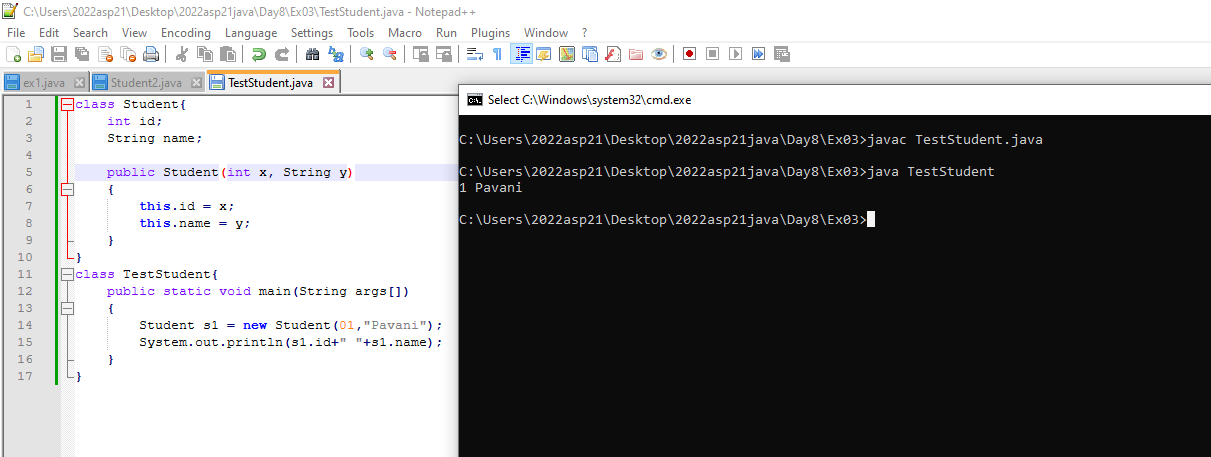 C:\Users\2022asp21\Desktop\2022asp21java\Day8\Ex03\TestStudent.java - Notepad++
File Edit Search View Encoding Language Settings Tools Macro Run Plugins Window ?
ex1.java Student2.java TestStudent.java
1 class Student{
2 int id;
3 String name;
4
5 public Student(int x, String y)
6 {
7 this.id = x;
8 this.name = y;
9 }
10 }
11 class TestStudent{
12 public static void main(String args[])
13 {
14 Student s1 = new Student(01,"Pavani");
15 System.out.println(s1.id+" "+s1.name);
16 }
17 }
Select C:\Windows\system32\cmd.exe
C:\Users\2022asp21\Desktop\2022asp21java\Day8\Ex03>javac TestStudent.java
C:\Users\2022asp21\Desktop\2022asp21java\Day8\Ex03>java TestStudent
1 Pavani
C:\Users\2022asp21\Desktop\2022asp21java\Day8\Ex03>